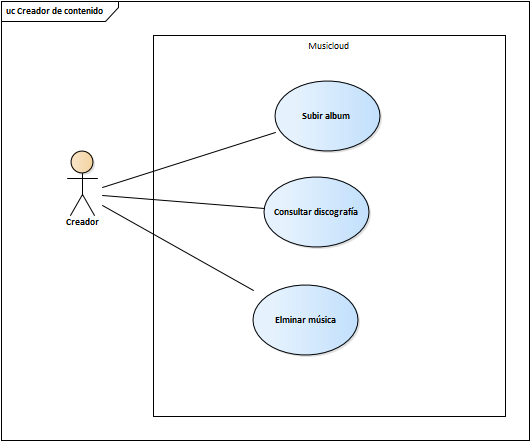 uc Creador de contenido
Musicloud
Subir album
Consultar discografía
Creador
Elminar música